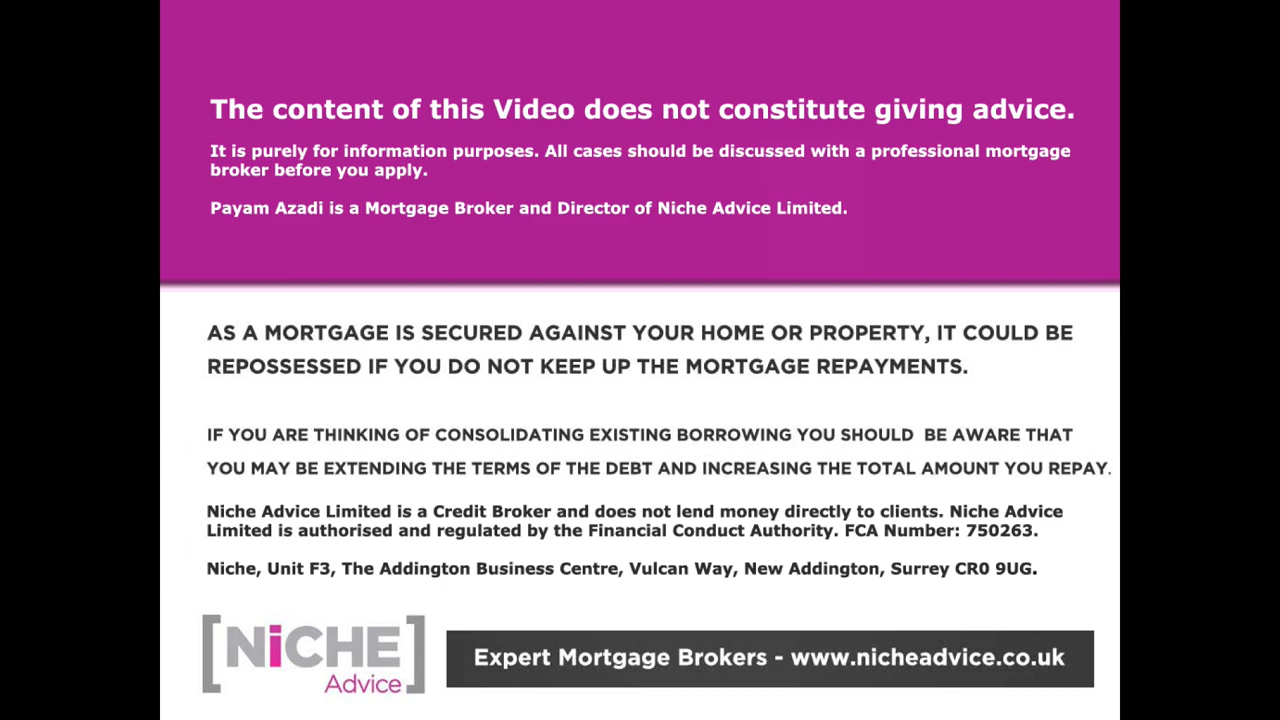 The content of this Video does not constitute giving advice.
It is purely for information purposes. All cases should be discussed with a professional mortgage
broker before you apply.
Payam Azadi is a Mortgage Broker and Director of Niche Advice Limited.
AS A MORTGAGE IS SECURED AGAINST YOUR HOME OR PROPERTY, IT COULD BE
REPOSSESSED IF YOU DO NOT KEEP UP THE MORTGAGE REPAYMENTS.
IF YOU ARE THINKING OF CONSOLIDATING EXISTING BORROWING YOU SHOULD BE AWARE THAT
YOU MAY BE EXTENDING THE TERMS OF THE DEBT AND INCREASING THE TOTAL AMOUNT YOU REPAY.
Niche Advice Limited is a Credit Broker and does not lend money directly to clients. Niche Advice
Limited is authorised and regulated by the Financial Conduct Authority. FCA Number: 750263.
Niche, Unit F3, The Addington Business Centre, Vulcan Way, New Addington, Surrey CR0 9UG.
[NiCHE
Advice]
Expert Mortgage Brokers - www.nicheadvice.co.uk